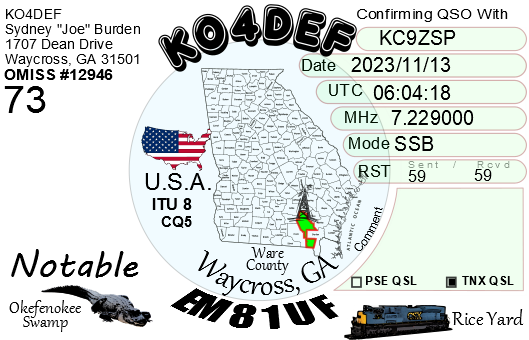 KO4DEF
Sydney "Joe" Burden
1707 Dean Drive
Waycross, GA 31501
OMISS #12946
73
KO4DEF
Confirming QSO With
KC9ZSP
Date 2023/11/13
UTC 06:04:18
MHz 7.229000
Mode SSB
Sent / Rcvd
RST 59 59
U.S.A.
ITU 8
CQ5
ATLANTIC OCEAN
Comment
Ware
County
Waycross, GA
EM81UF
Notable
Okefenokee
Swamp
PSE QSL TNX QSL
Rice Yard